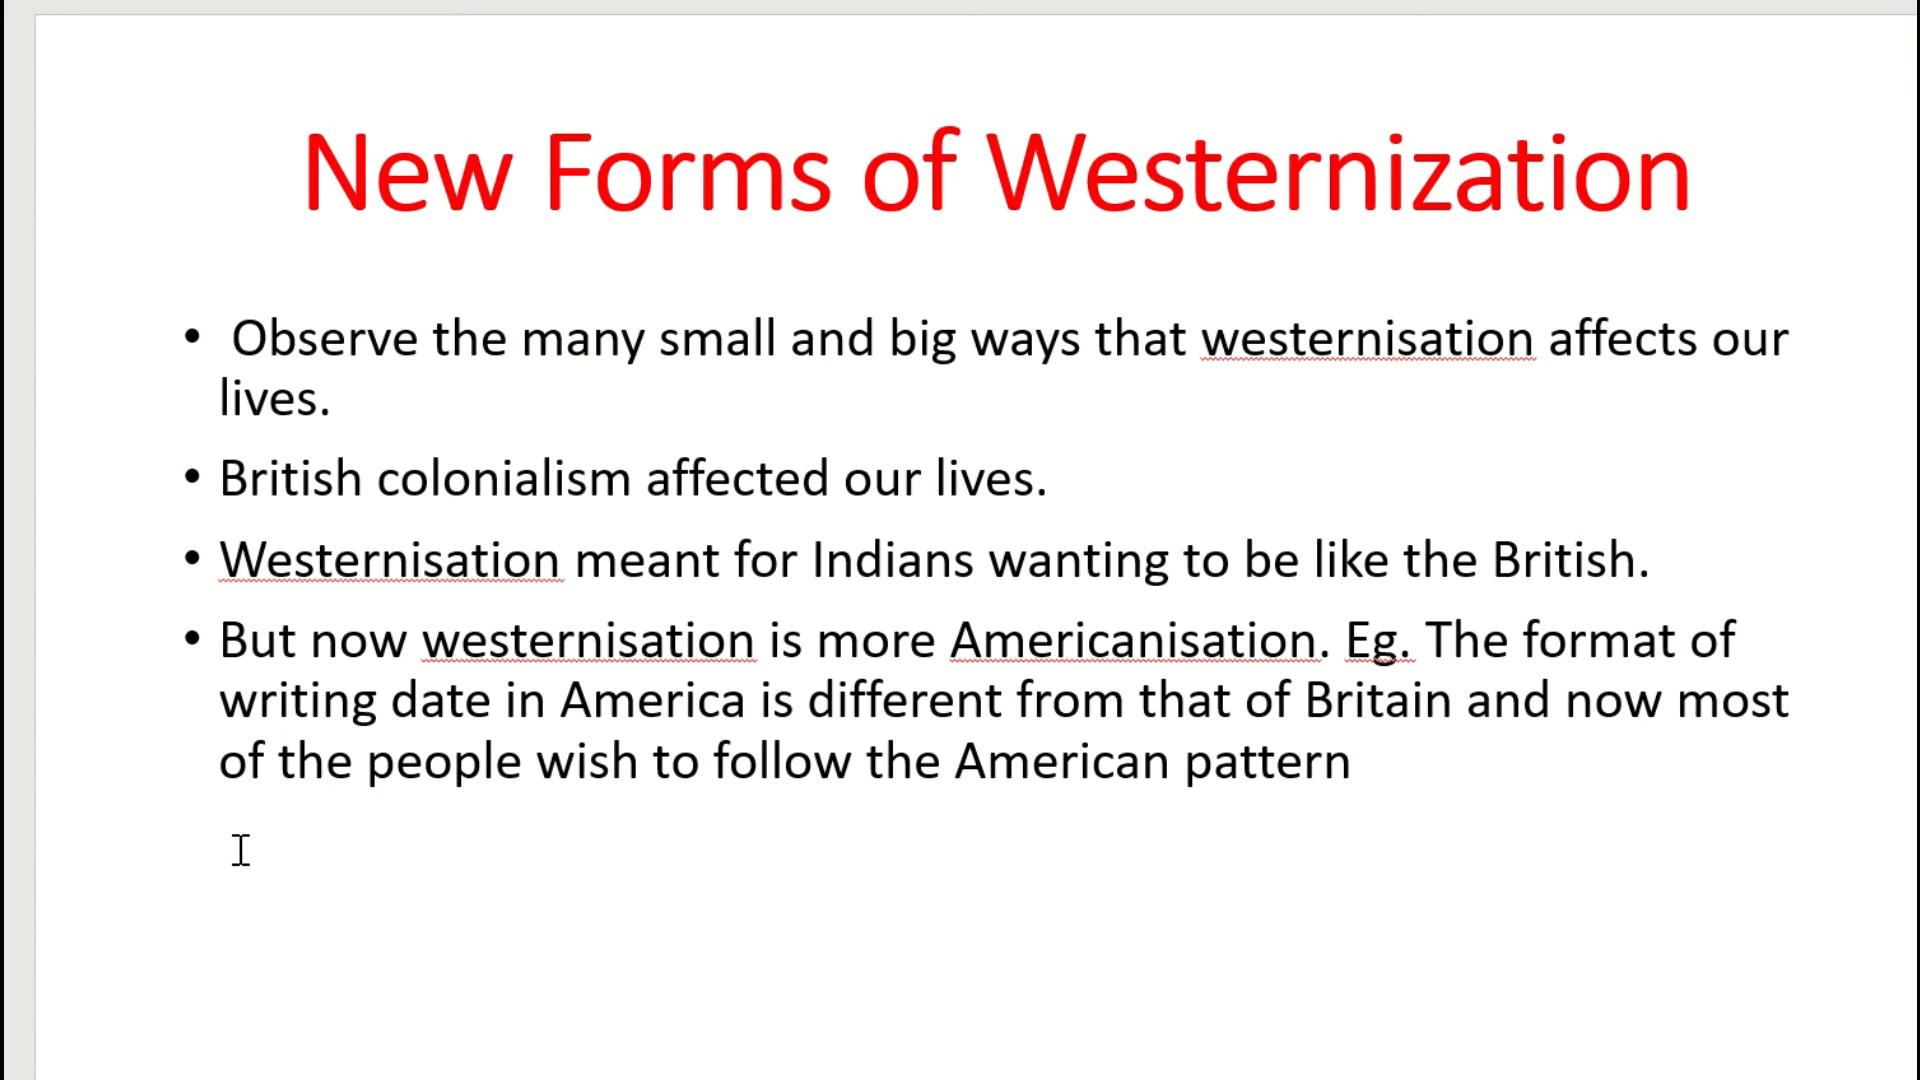 New Forms of Westernization
• Observe the many small and big ways that westernisation affects our
lives.
• British colonialism affected our lives.
• Westernisation meant for Indians wanting to be like the British.
• But now westernisation is more Americanisation. Eg. The format of
writing date in America is different from that of Britain and now most
of the people wish to follow the American pattern